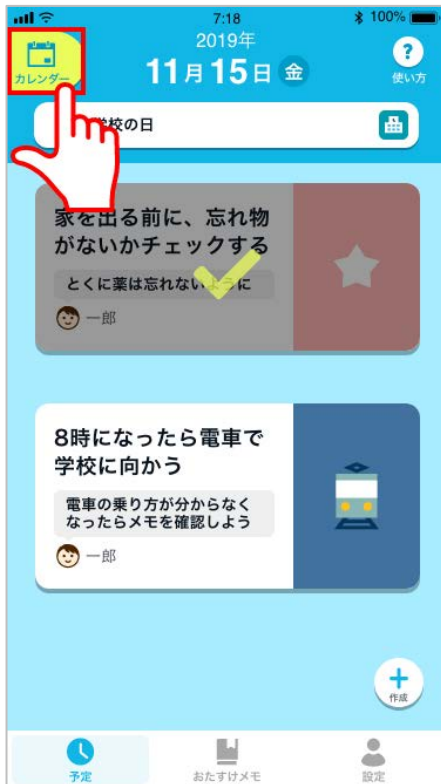 7:18
100%
2019年
11月15日 金
カレンダー
?
使い方
校の日
家を出る前に、忘れ物
がないかチェックする
とくに薬は忘れないように
一郎
8時になったら電車で
学校に向かう
電車の乗り方が分からなく
なったらメモを確認しよう
一郎
作成
予定
おたすけメモ
設定